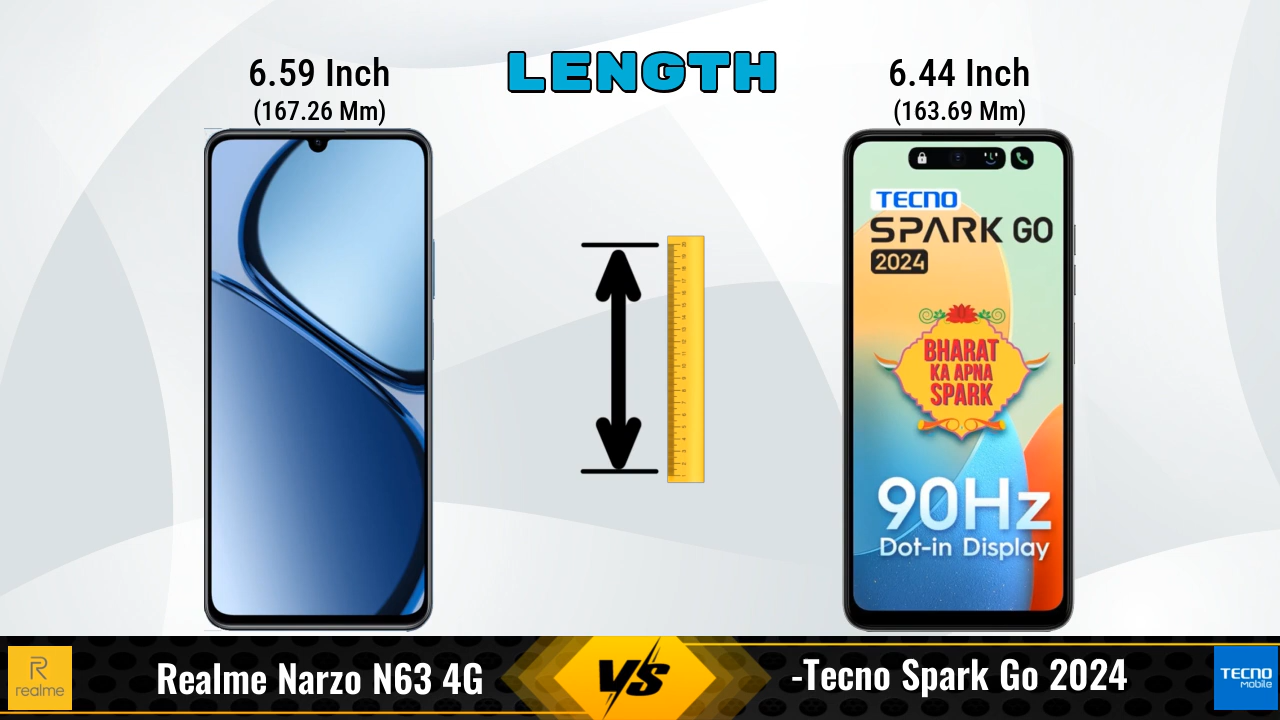 LENGTH
6.59 Inch
(167.26 Mm)
6.44 Inch
(163.69 Mm)
TECNO
SPARK GO
2024
BHARAT
KA APNA
SPARK
90Hz
Dot-in Display
realme
Realme Narzo N63 4G
VS
-Tecno Spark Go 2024
TECNO
mobile